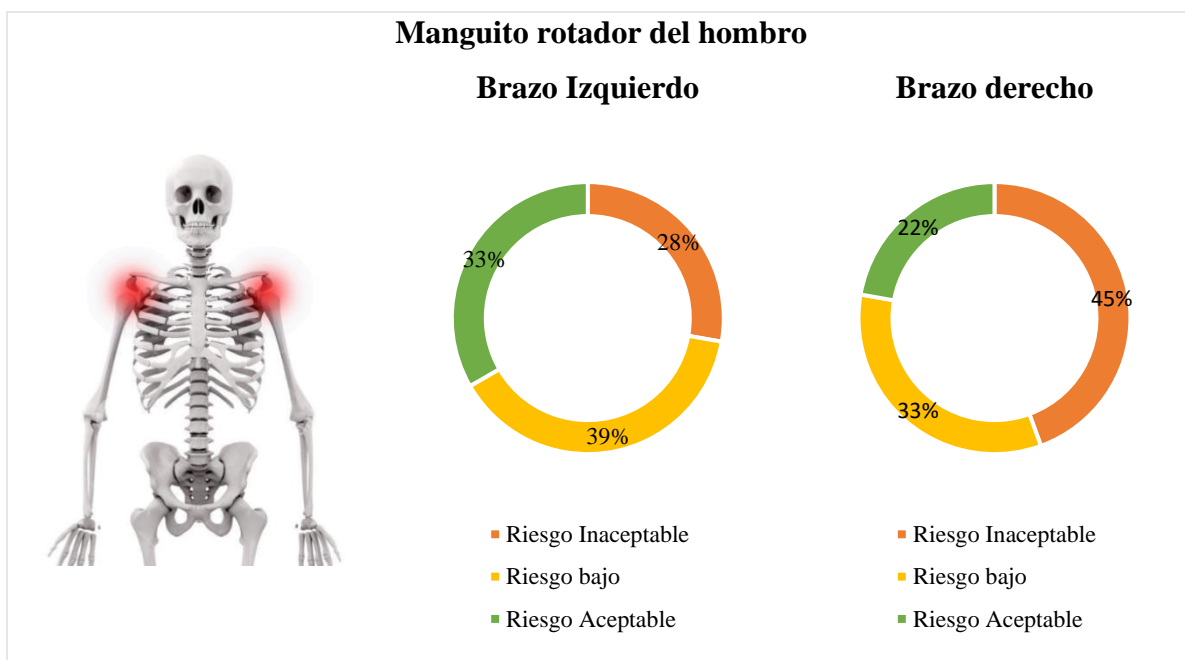 Manguito rotador del hombro
Brazo Izquierdo
28%
39%
33%
Riesgo Inaceptable
Riesgo bajo
Riesgo Aceptable
Brazo derecho
45%
33%
22%
Riesgo Inaceptable
Riesgo bajo
Riesgo Aceptable